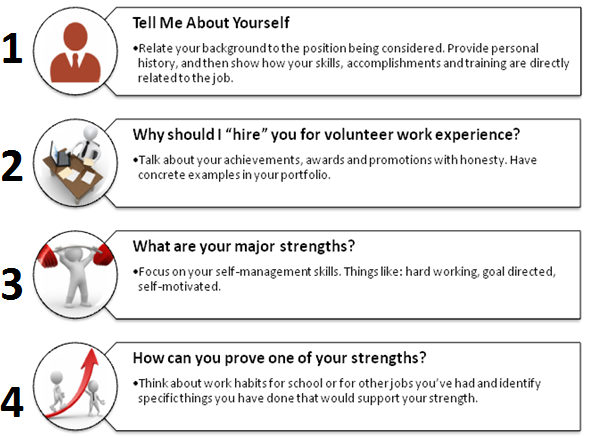 1
Tell Me About Yourself
•Relate your background to the position being considered. Provide personal
history, and then show how your skills, accomplishments and training are directly
related to the job.
2
Why should I “hire” you for volunteer work experience?
•Talk about your achievements, awards and promotions with honesty. Have
concrete examples in your portfolio.
3
What are your major strengths?
•Focus on your self-management skills. Things like: hard working, goal directed,
self-motivated.
4
How can you prove one of your strengths?
•Think about work habits for school or for other jobs you’ve had and identify
specific things you have done that would support your strength.